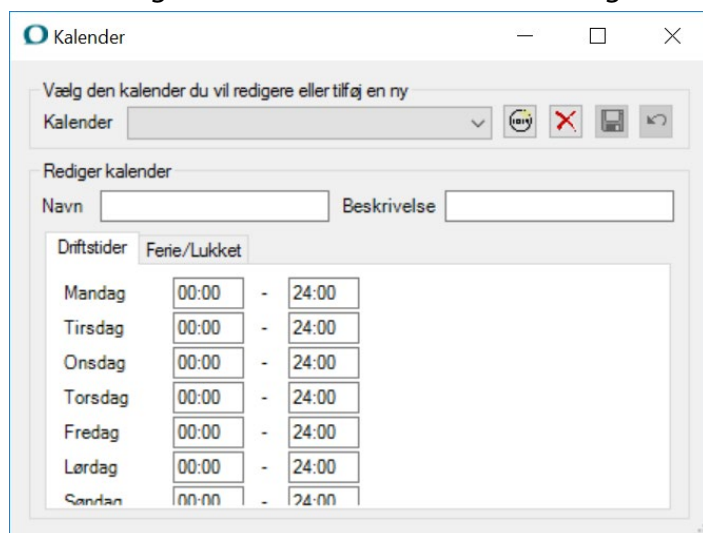 Kalender
Vælg den kalender du vil redigere eller tilføj en ny
Kalender
Rediger kalender
Navn Beskrivelse
Driftstider Ferie/Lukket
Mandag 00:00 - 24:00
Tirsdag 00:00 - 24:00
Onsdag 00:00 - 24:00
Torsdag 00:00 - 24:00
Fredag 00:00 - 24:00
Lørdag 00:00 - 24:00
Søndag 00:00 - 24:00